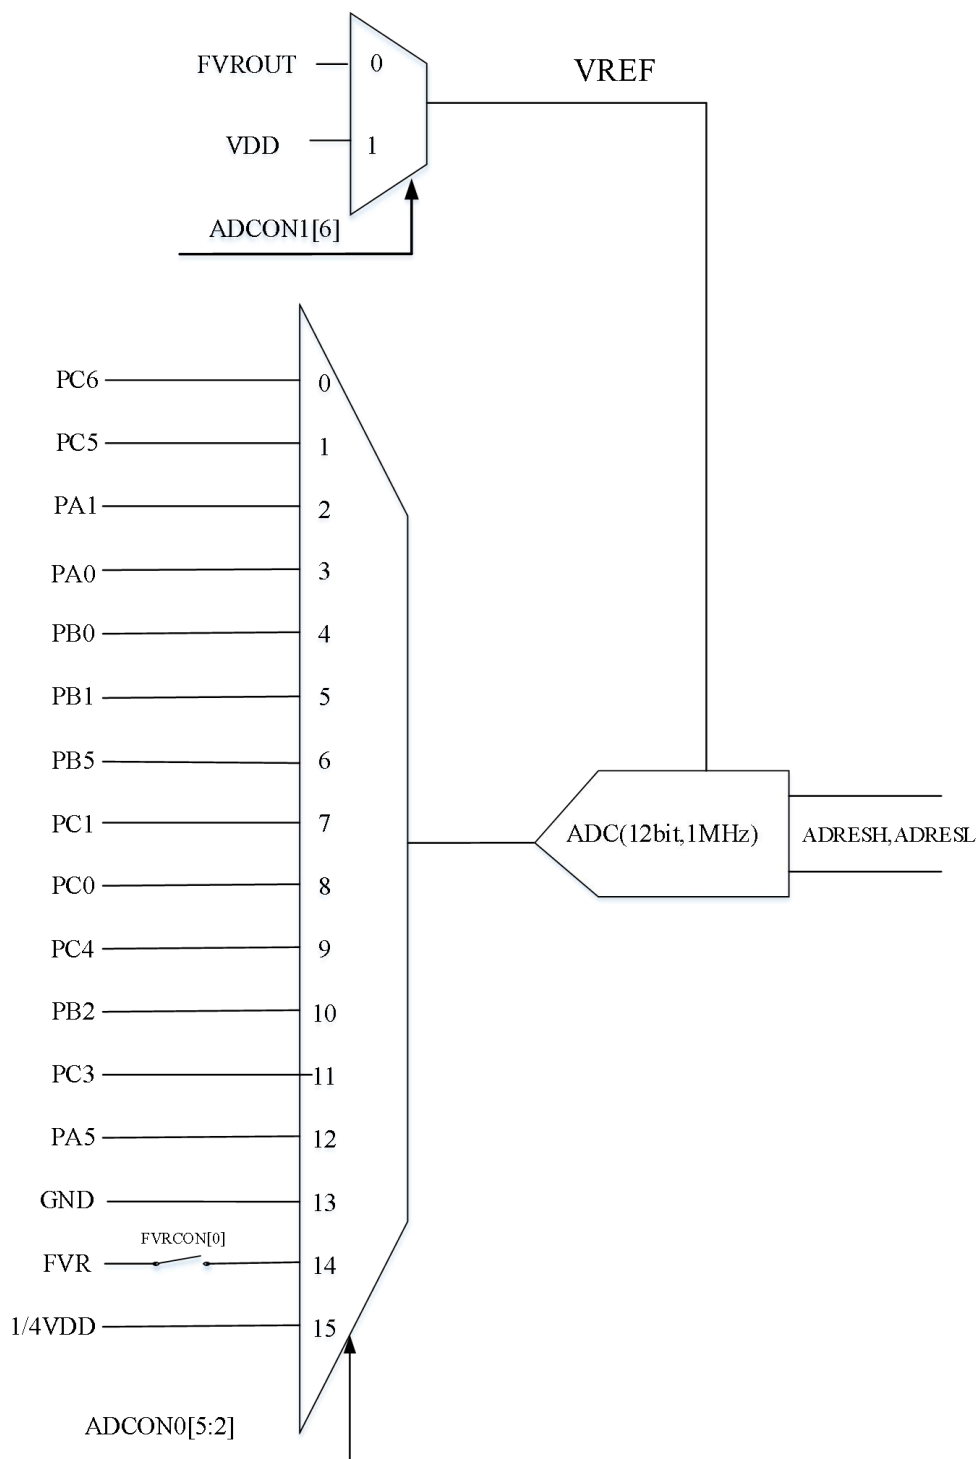 FVROUT 0 VREF
VDD 1
ADCON1[6]
PC6 0
PC5 1
PA1 2
PA0 3
PB0 4
PB1 5
PB5 6
PC1 7
ADC(12bit,1MHz) ADRESH,ADRESL
PC0 8
PC4 9
PB2 10
PC3 11
PA5 12
GND 13
FVRCON[0]
FVR 14
1/4VDD 15
ADCON0[5:2]